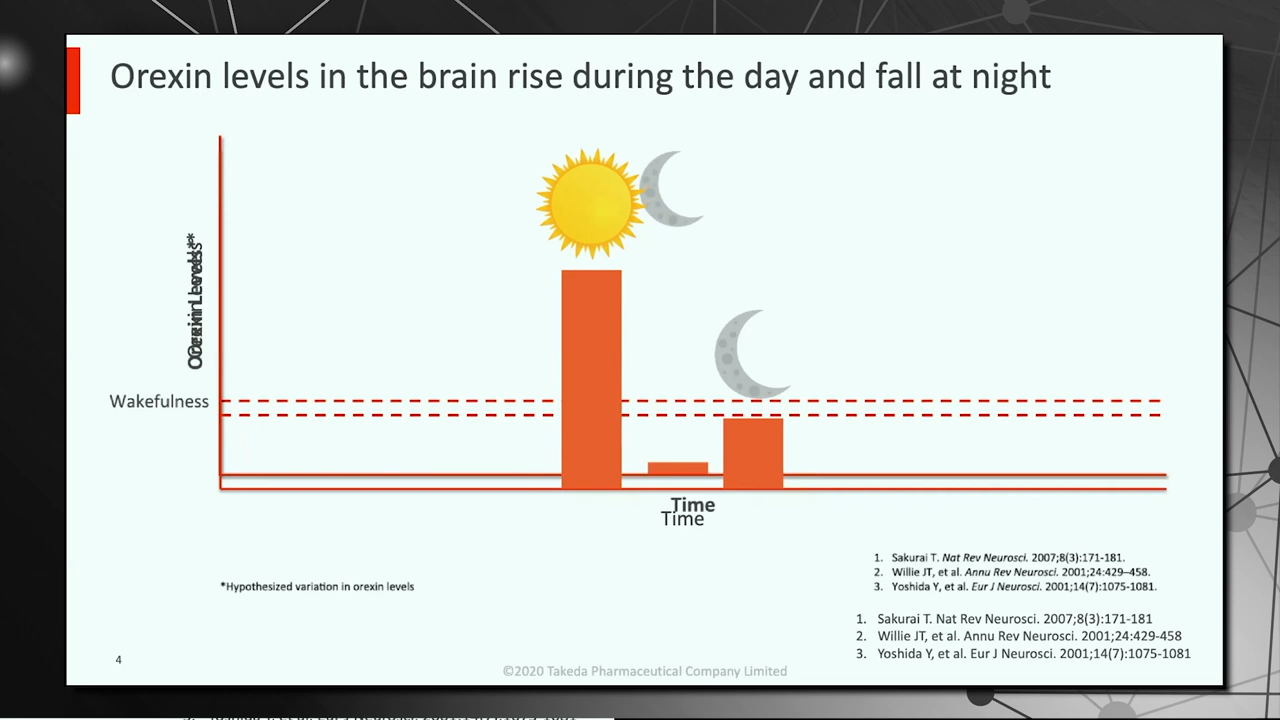 Orexin levels in the brain rise during the day and fall at night
Orexin Levels*
Wakefulness
Time
Time
1. Sakurai T. Nat Rev Neurosci. 2007;8(3):171-181.
2. Willie JT, et al. Annu Rev Neurosci. 2001;24:429–458.
3. Yoshida Y, et al. Eur J Neurosci. 2001;14(7):1075-1081.
*Hypothesized variation in orexin levels
1. Sakurai T. Nat Rev Neurosci. 2007;8(3):171-181
2. Willie JT, et al. Annu Rev Neurosci. 2001;24:429-458
3. Yoshida Y, et al. Eur J Neurosci. 2001;14(7):1075-1081
4
©2020 Takeda Pharmaceutical Company Limited